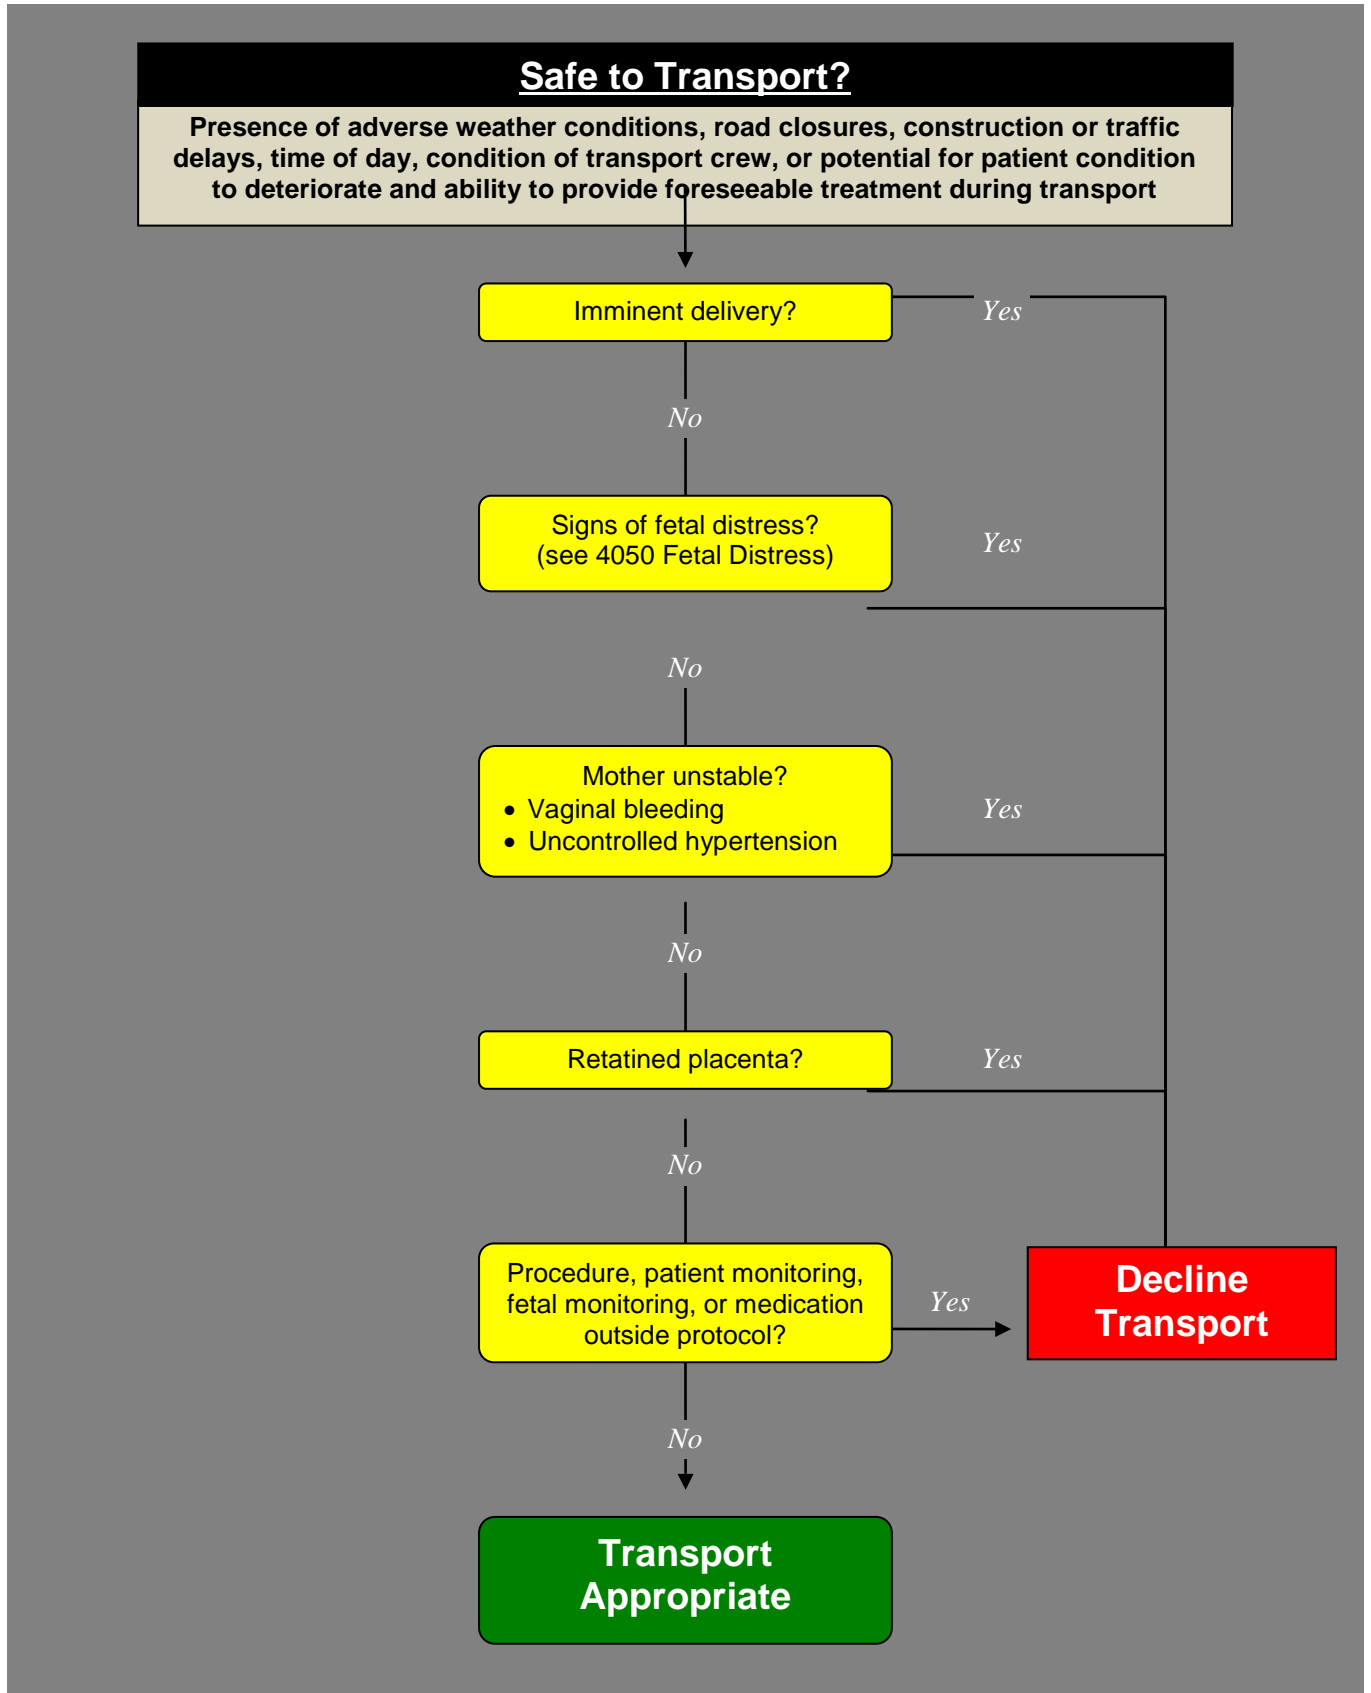 Safe to Transport?
Presence of adverse weather conditions, road closures, construction or traffic
delays, time of day, condition of transport crew, or potential for patient condition
to deteriorate and ability to provide foreseeable treatment during transport
Imminent delivery?
Yes
No
Signs of fetal distress?
(see 4050 Fetal Distress)
Yes
No
Mother unstable?
• Vaginal bleeding
• Uncontrolled hypertension
Yes
No
Retatined placenta?
Yes
No
Procedure, patient monitoring,
fetal monitoring, or medication
outside protocol?
Yes
Decline
Transport
No
Transport
Appropriate